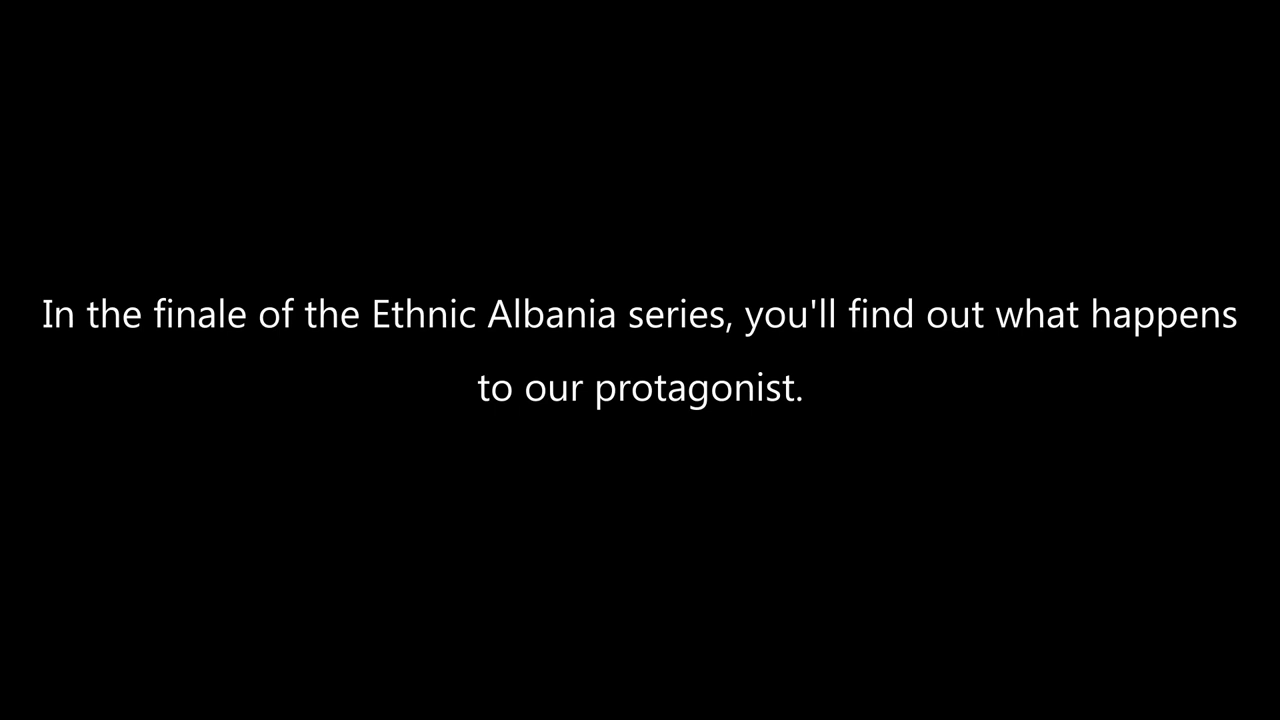 In the finale of the Ethnic Albania series, you'll find out what happens
to our protagonist.